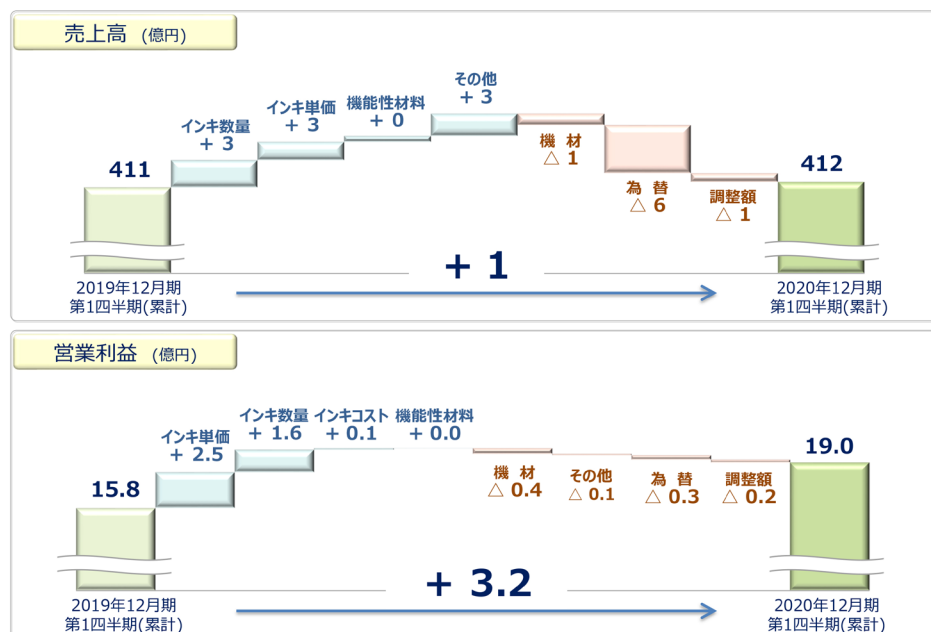 売上高 (億円)
その他
+ 3
インキ単価
+ 3
機能性材料
+ 0
インキ数量
+ 3
411
機 材
△ 1
為 替
△ 6
調整額
△ 1
412
+ 1
2019年12月期
第1四半期(累計)
2020年12月期
第1四半期(累計)
営業利益 (億円)
インキ単価
+ 2.5
インキ数量
+ 1.6
インキコスト
+ 0.1
機能性材料
+ 0.0
15.8
機 材
△ 0.4
その他
△ 0.1
為 替
△ 0.3
調整額
△ 0.2
19.0
+ 3.2
2019年12月期
第1四半期(累計)
2020年12月期
第1四半期(累計)